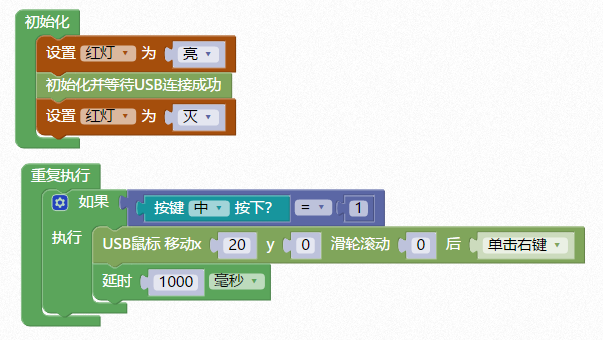 初始化
设置 红灯 为 亮
初始化并等待USB连接成功
设置 红灯 为 灭
重复执行
如果 按键 中 按下? = 1
执行 USB鼠标 移动x 20 y 0 滑轮滚动 0 后 单击右键
延时 1000 毫秒